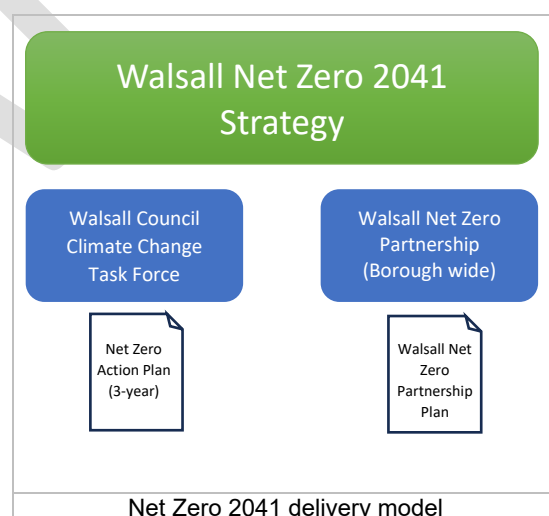 Walsall Net Zero 2041
Strategy
Walsall Council
Climate Change
Task Force
Walsall Net Zero
Partnership
(Borough wide)
Net Zero
Action Plan
(3-year)
Walsall Net
Zero
Partnership
Plan
Net Zero 2041 delivery model